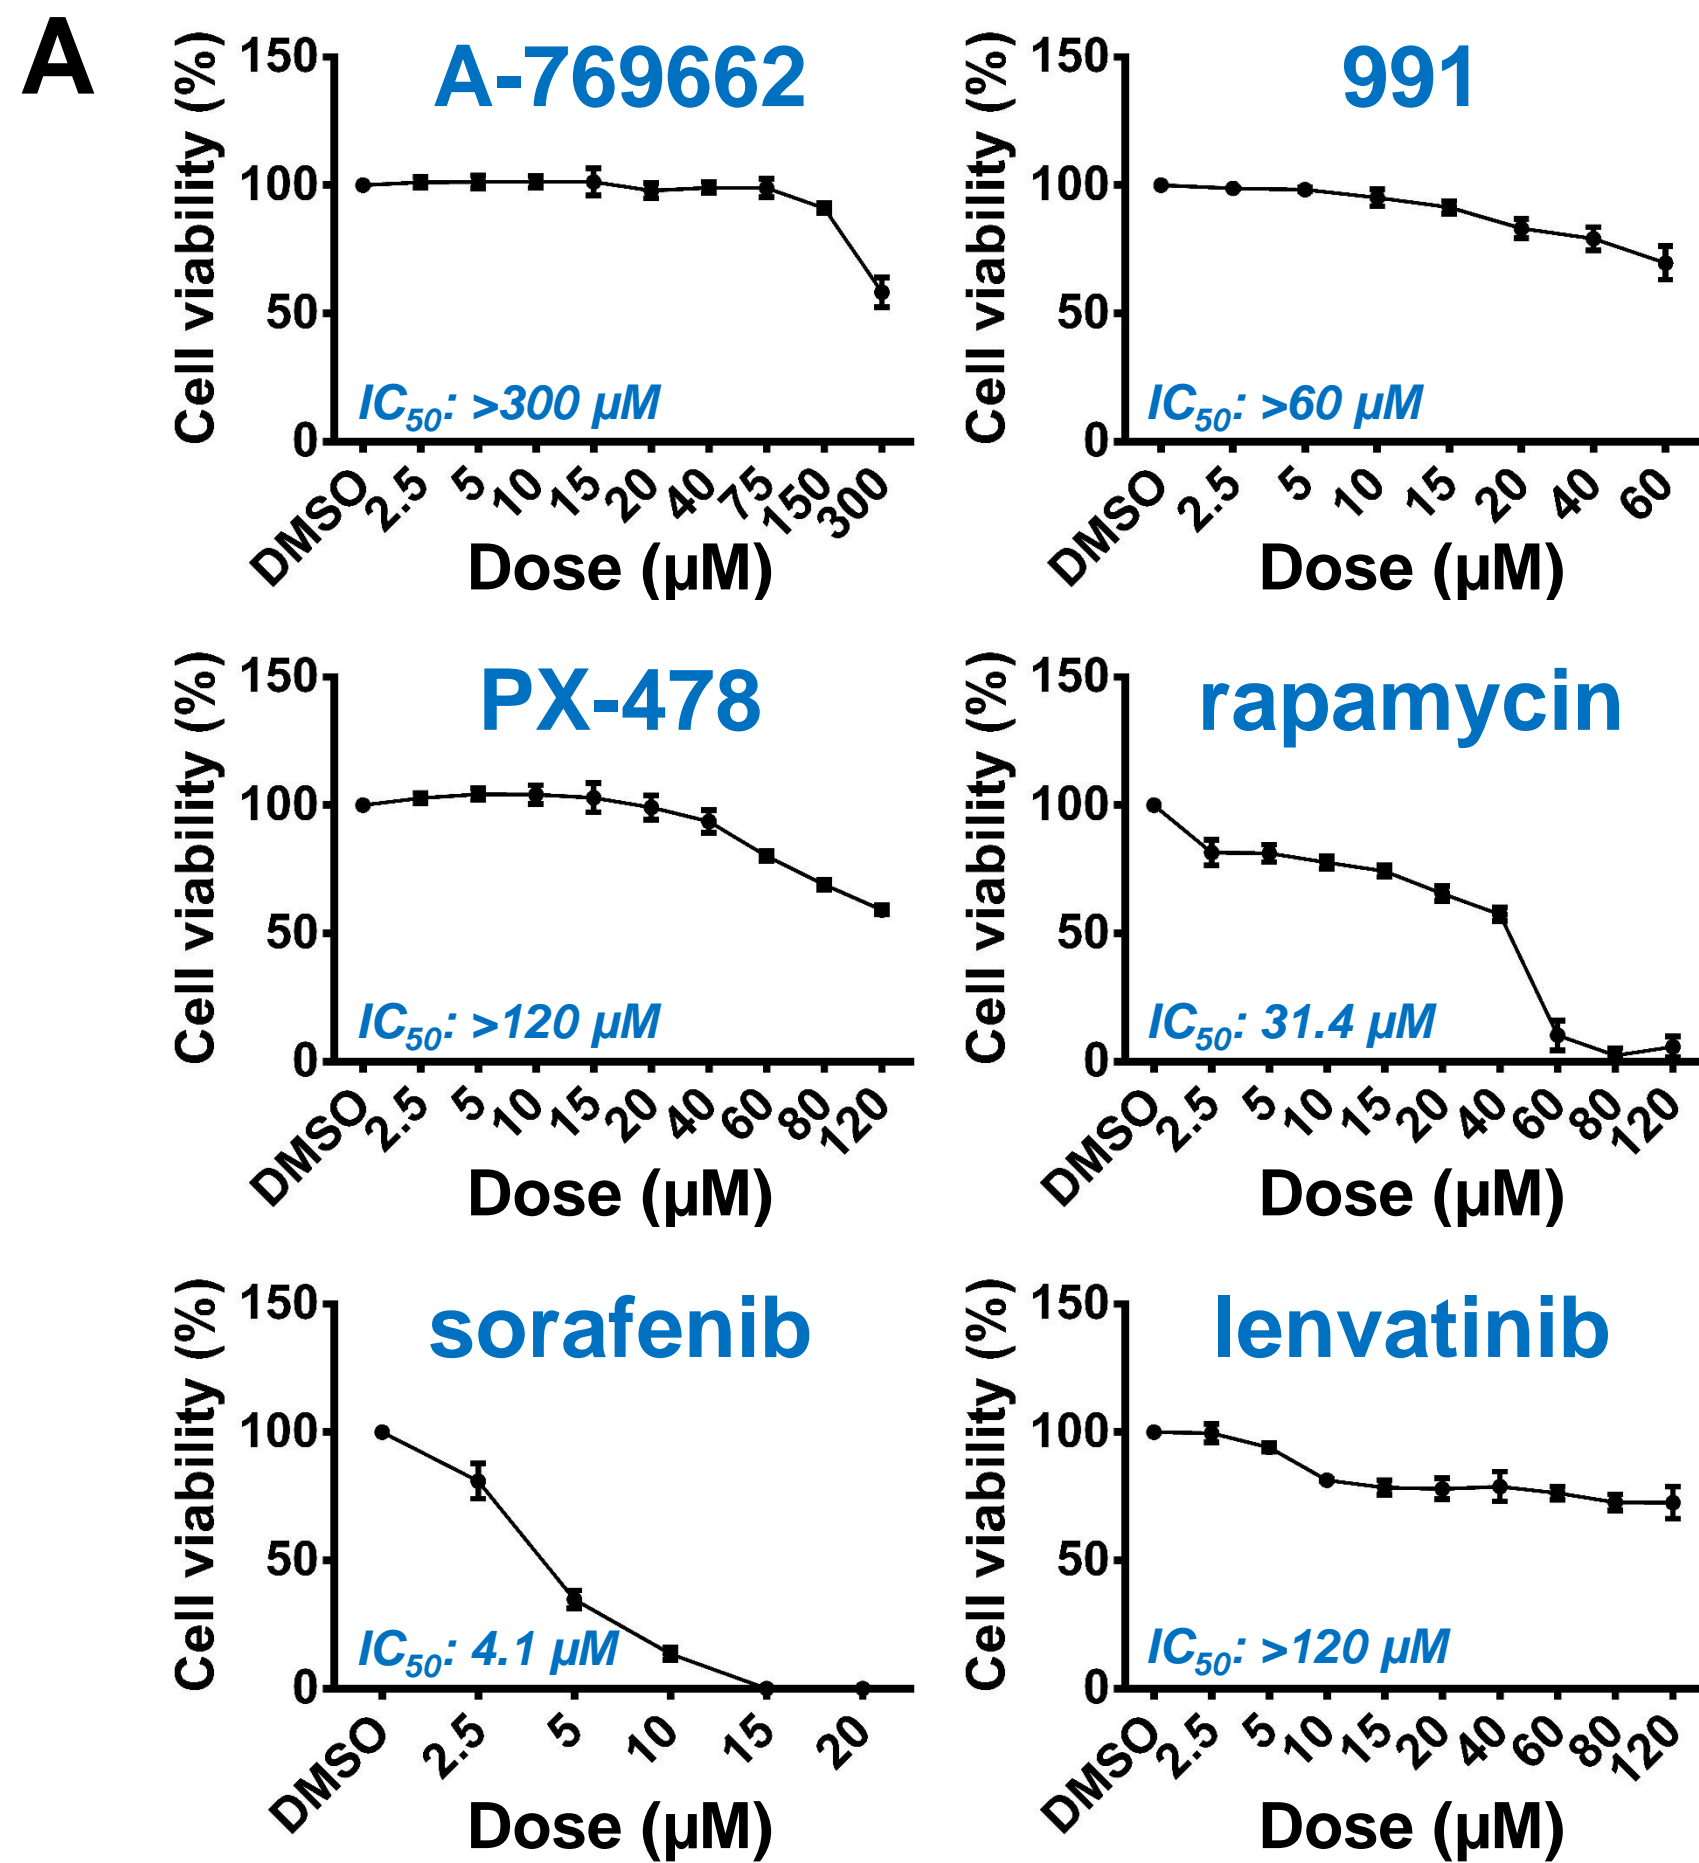 A
A-769662
Cell viability (%)
150
100
50
0
IC50: >300 µM
DMSO 2.5 5 10 15 20 40 75 150 300
Dose (µM)
991
Cell viability (%)
150
100
50
0
IC50: >60 µM
DMSO 2.5 5 10 15 20 40 60
Dose (µM)
PX-478
Cell viability (%)
150
100
50
0
IC50: >120 µM
DMSO 2.5 5 10 15 20 40 60 80 120
Dose (µM)
rapamycin
Cell viability (%)
150
100
50
0
IC50: 31.4 µM
DMSO 2.5 5 10 15 20 40 60 80 120
Dose (µM)
sorafenib
Cell viability (%)
150
100
50
0
IC50: 4.1 µM
DMSO 2.5 5 10 15 20
Dose (µM)
lenvatinib
Cell viability (%)
150
100
50
0
IC50: >120 µM
DMSO 2.5 5 10 15 20 40 60 80 120
Dose (µM)